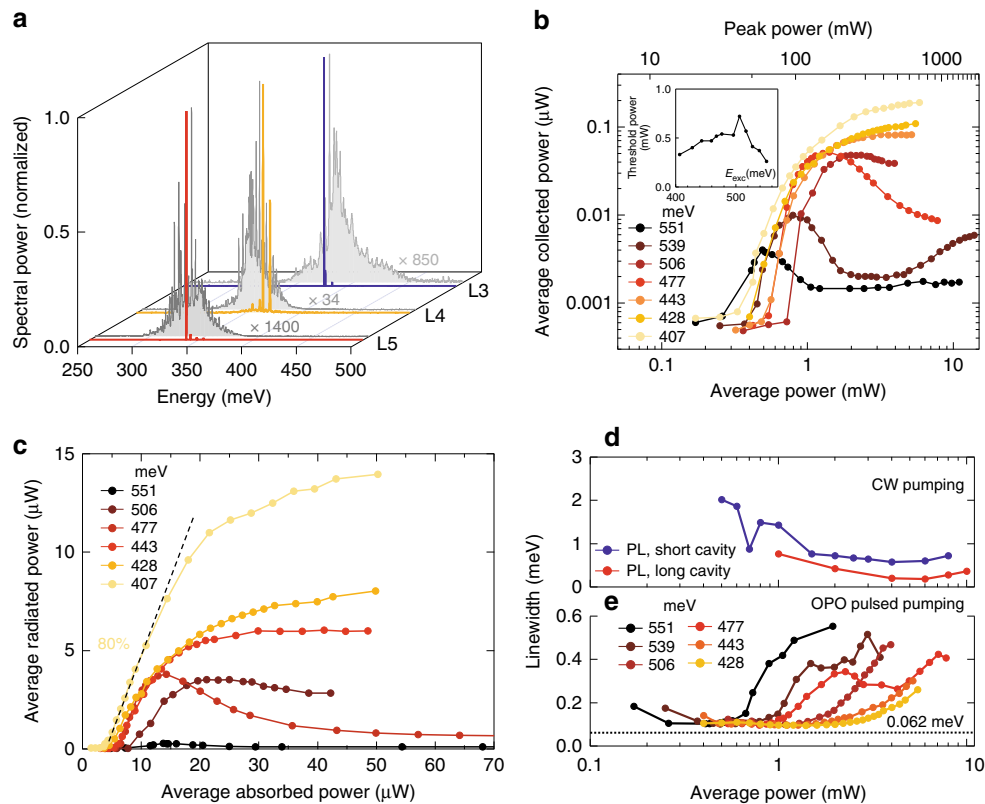 a
Spectral power (normalized)
1.0
0.5
0.0
250
300
350
400
450
500
Energy (meV)
× 850
× 34
× 1400
L3
L4
L5
b
Peak power (mW)
10
100
1000
Average collected power (μW)
0.1
0.01
0.001
0.1
1
10
Average power (mW)
meV
551
539
506
477
443
428
407
Threshold power
(mW)
1.0
0.5
0.0
400
500
Eexc(meV)
c
Average radiated power (μW)
15
10
5
0
0
10
20
30
40
50
60
70
Average absorbed power (μW)
meV
551
506
477
443
428
407
80%
d
3
2
1
0
CW pumping
PL, short cavity
PL, long cavity
Linewidth (meV)
e
OPO pulsed pumping
0.6
0.4
0.2
0.0
meV
551
539
506
477
443
428
0.062 meV
0.1
1
10
Average power (mW)